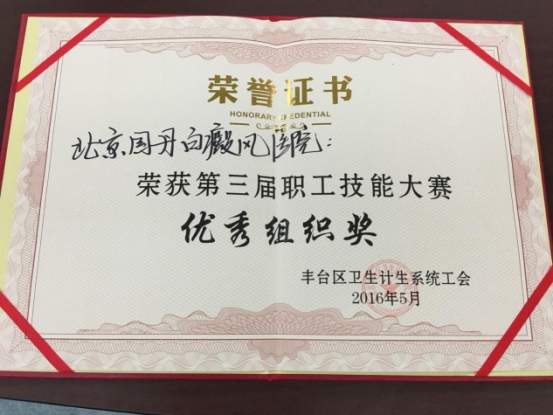 荣誉证书
HONORARY CREDENTIAL
北京国丹白癜风医院:
荣获第三届职工技能大赛
优秀组织奖
丰台区卫生计生系统工会
2016年5月